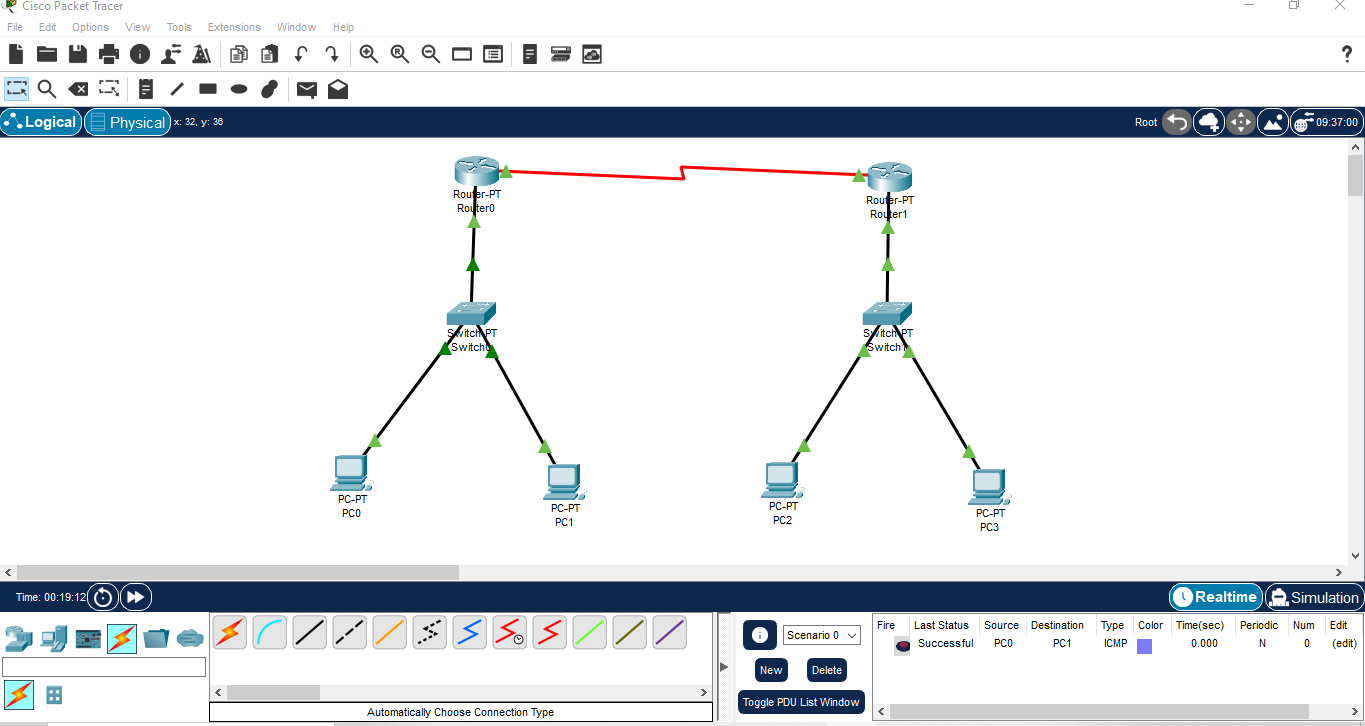 Cisco Packet Tracer
File Edit Options View Tools Extensions Window Help
?
Logical Physical x: 32, y: 36 Root 09:37:00
Router-PT
Router0
Router-PT
Router1
Switch-PT
Switch0
Switch-PT
Switch1
PC-PT
PC0
PC-PT
PC1
PC-PT
PC2
PC-PT
PC3
Time: 00:19:12 Realtime Simulation
Scenario 0
New Delete
Toggle PDU List Window
Fire Last Status Source Destination Type Color Time(sec) Periodic Num Edit
Successful PC0 PC1 ICMP 0.000 N 0 (edit)
Automatically Choose Connection Type